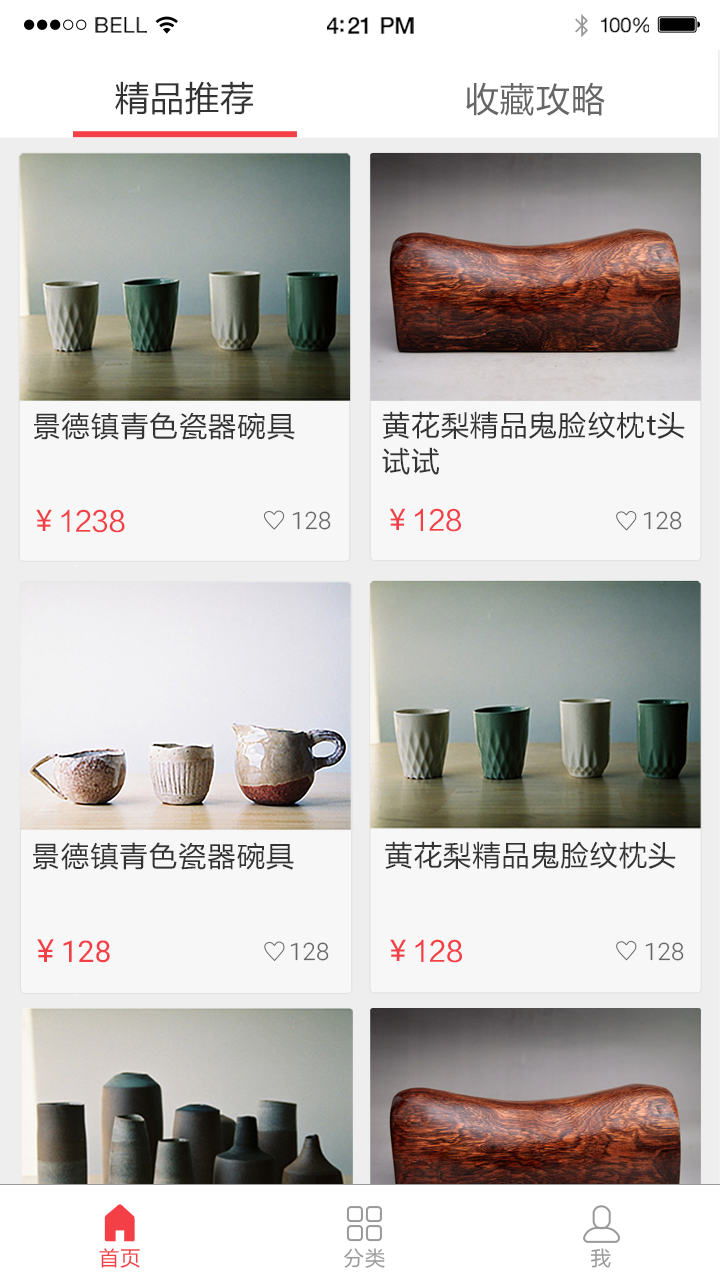 BELL 4:21 PM 100%
精品推荐 收藏攻略
景德镇青色瓷器碗具
¥ 1238 128
黄花梨精品鬼脸纹枕t头
试试
¥ 128 128
景德镇青色瓷器碗具
¥ 128 128
黄花梨精品鬼脸纹枕头
¥ 128 128
首页 分类 我